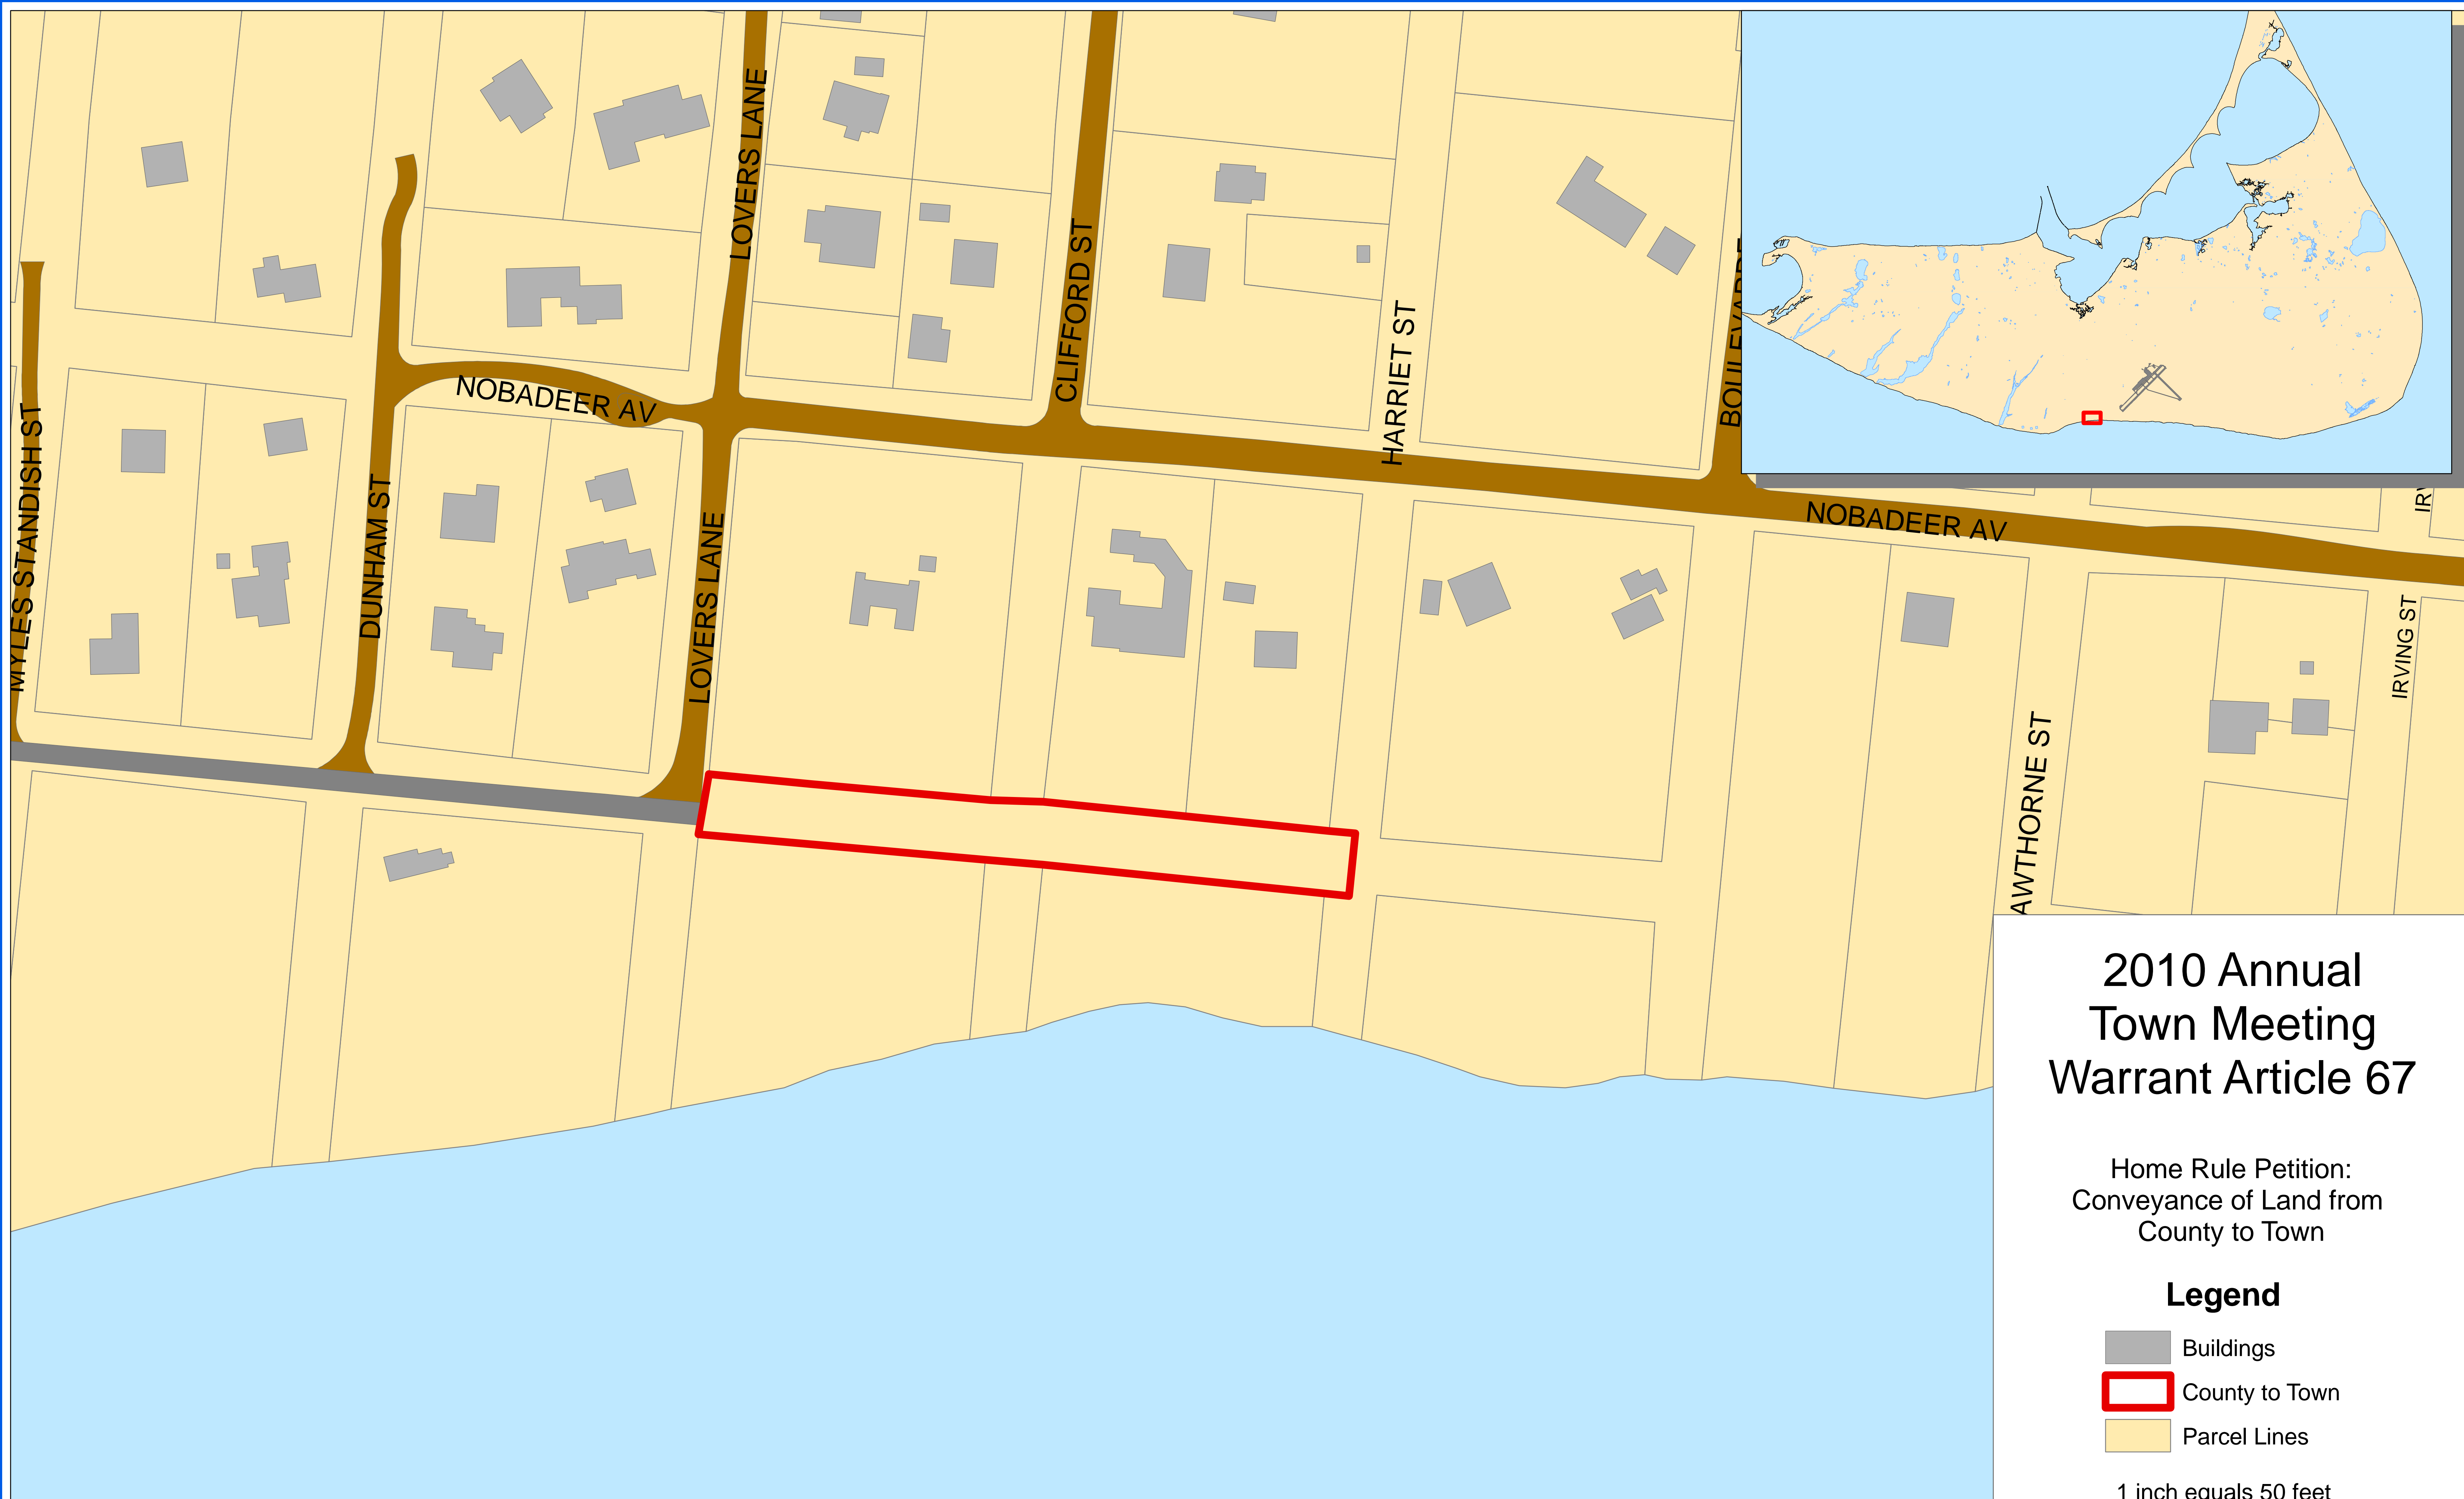 LOVERS LANE
CLIFFORD ST
HARRIET ST
NOBADEER AV
MYLES STANDISH ST
DUNHAM ST
LOVERS LANE
NOBADEER AV
IRVING ST
AWTHORNE ST
2010 Annual
Town Meeting
Warrant Article 67
Home Rule Petition:
Conveyance of Land from
County to Town
Legend
Buildings
County to Town
Parcel Lines
1 inch equals 50 feet